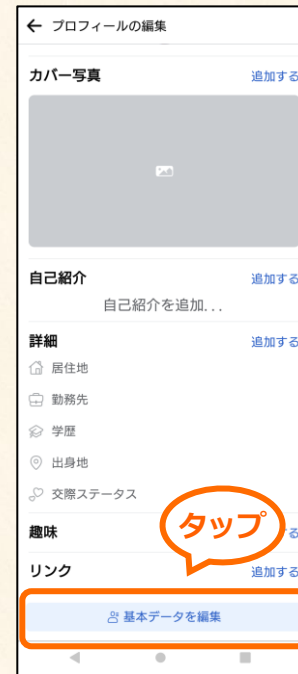 ← プロフィールの編集
カバー写真 追加する
自己紹介 追加する
自己紹介を追加...
詳細 追加する
居住地
勤務先
学歴
出身地
交際ステータス
趣味 る
タップ
リンク 追加する
基本データを編集